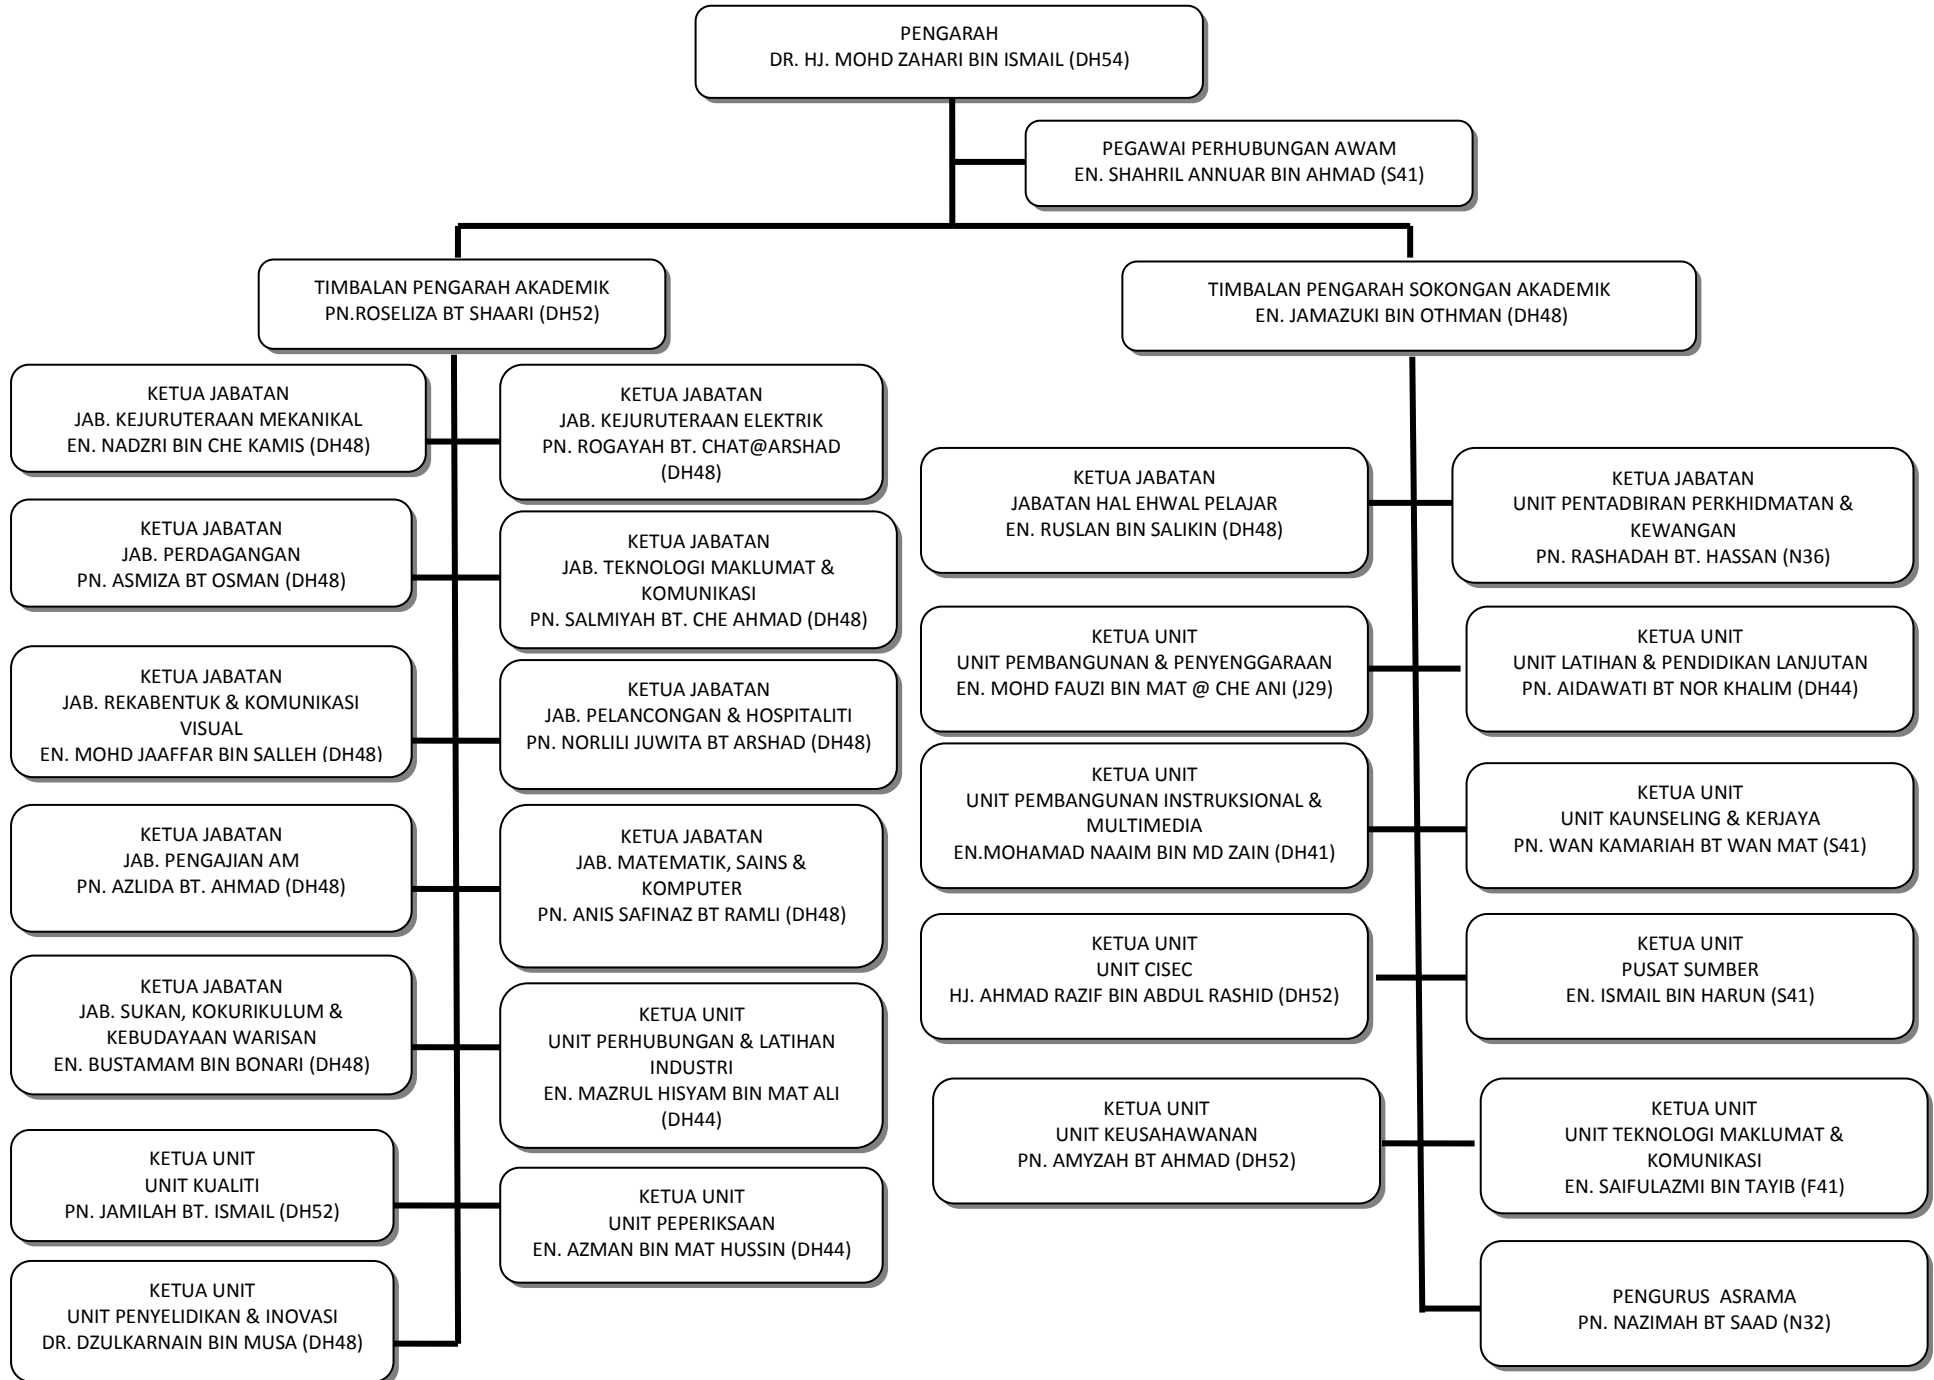 PENGARAH
DR. HJ. MOHD ZAHARI BIN ISMAIL (DH54)
PEGAWAI PERHUBUNGAN AWAM
EN. SHAHRIL ANNUAR BIN AHMAD (S41)
TIMBALAN PENGARAH AKADEMIK
PN.ROSELIZA BT SHAARI (DH52)
TIMBALAN PENGARAH SOKONGAN AKADEMIK
EN. JAMAZUKI BIN OTHMAN (DH48)
KETUA JABATAN
JAB. KEJURUTERAAN MEKANIKAL
EN. NADZRI BIN CHE KAMIS (DH48)
KETUA JABATAN
JAB. KEJURUTERAAN ELEKTRIK
PN. ROGAYAH BT. CHAT@ARSHAD
(DH48)
KETUA JABATAN
JAB. PERDAGANGAN
PN. ASMIZA BT OSMAN (DH48)
KETUA JABATAN
JAB. TEKNOLOGI MAKLUMAT &
KOMUNIKASI
PN. SALMIYAH BT. CHE AHMAD (DH48)
KETUA JABATAN
JAB. REKABENTUK & KOMUNIKASI
VISUAL
EN. MOHD JAAFFAR BIN SALLEH (DH48)
KETUA JABATAN
JAB. PELANCONGAN & HOSPITALITI
PN. NORLILI JUWITA BT ARSHAD (DH48)
KETUA JABATAN
JAB. PENGAJIAN AM
PN. AZLIDA BT. AHMAD (DH48)
KETUA JABATAN
JAB. MATEMATIK, SAINS &
KOMPUTER
PN. ANIS SAFINAZ BT RAMLI (DH48)
KETUA JABATAN
JAB. SUKAN, KOKURIKULUM &
KEBUDAYAAN WARISAN
EN. BUSTAMAM BIN BONARI (DH48)
KETUA UNIT
UNIT PERHUBUNGAN & LATIHAN
INDUSTRI
EN. MAZRUL HISYAM BIN MAT ALI
(DH44)
KETUA UNIT
UNIT KUALITI
PN. JAMILAH BT. ISMAIL (DH52)
KETUA UNIT
UNIT PEPERIKSAAN
EN. AZMAN BIN MAT HUSSIN (DH44)
KETUA UNIT
UNIT PENYELIDIKAN & INOVASI
DR. DZULKARNAIN BIN MUSA (DH48)
KETUA JABATAN
JABATAN HAL EHWAL PELAJAR
EN. RUSLAN BIN SALIKIN (DH48)
KETUA JABATAN
UNIT PENTADBIRAN PERKHIDMATAN &
KEWANGAN
PN. RASHADAH BT. HASSAN (N36)
KETUA UNIT
UNIT PEMBANGUNAN & PENYENGGARAAN
EN. MOHD FAUZI BIN MAT @ CHE ANI (J29)
KETUA UNIT
UNIT LATIHAN & PENDIDIKAN LANJUTAN
PN. AIDAWATI BT NOR KHALIM (DH44)
KETUA UNIT
UNIT PEMBANGUNAN INSTRUKSIONAL &
MULTIMEDIA
EN.MOHAMAD NAAIM BIN MD ZAIN (DH41)
KETUA UNIT
UNIT KAUNSELING & KERJAYA
PN. WAN KAMARIAH BT WAN MAT (S41)
KETUA UNIT
UNIT CISEC
HJ. AHMAD RAZIF BIN ABDUL RASHID (DH52)
KETUA UNIT
PUSAT SUMBER
EN. ISMAIL BIN HARUN (S41)
KETUA UNIT
UNIT KEUSAHAWANAN
PN. AMYZAH BT AHMAD (DH52)
KETUA UNIT
UNIT TEKNOLOGI MAKLUMAT &
KOMUNIKASI
EN. SAIFULAZMI BIN TAYIB (F41)
PENGURUS ASRAMA
PN. NAZIMAH BT SAAD (N32)